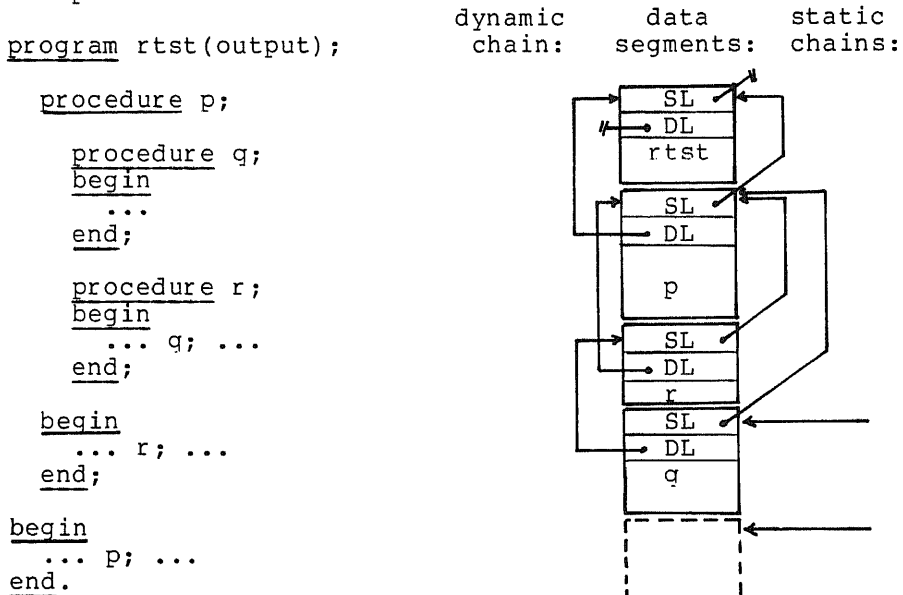 program rtst(output);
procedure p;
procedure q;
begin
...
end;
procedure r;
begin
... q; ...
end;
begin
... r; ...
end;
begin
... p; ...
end.
dynamic chain:
data segments:
static chains:
SL
DL
rtst
SL
DL
p
SL
DL
r
SL
DL
q